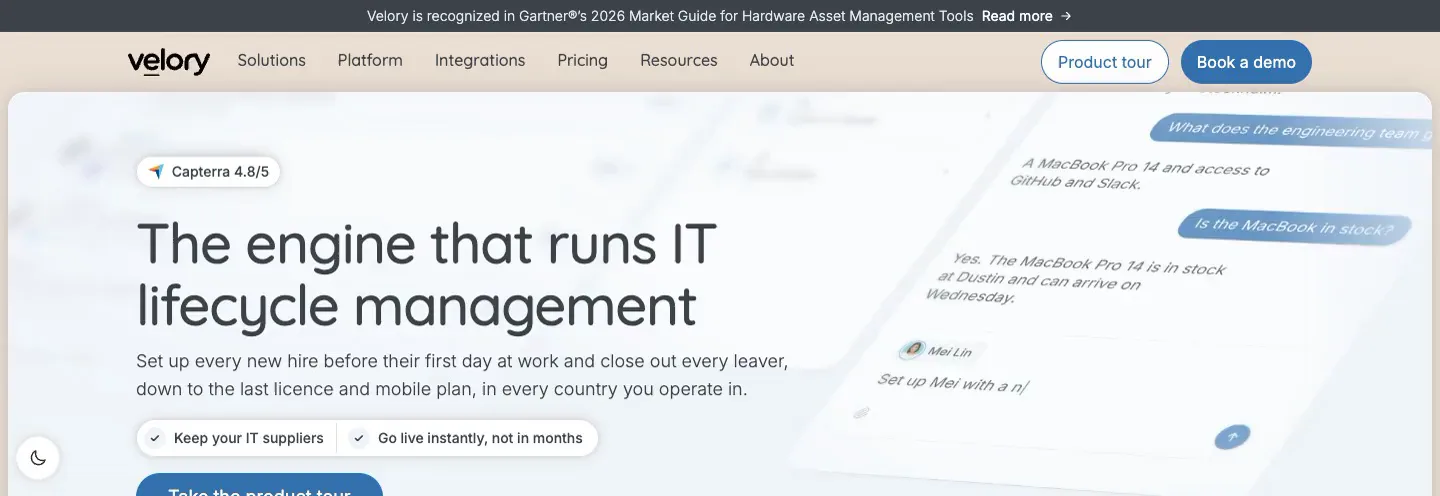 Velory is recognized in Gartner®'s 2026 Market Guide for Hardware Asset Management Tools Read more →
velory Solutions Platform Integrations Pricing Resources About Product tour Book a demo
What does the engineering team
Capterra 4.8/5
A MacBook Pro 14 and access to
GitHub and Slack.
Is the MacBook in stock?
The engine that runs IT
lifecycle management
Yes. The MacBook Pro 14 is in stock
at Dustin and can arrive on
Wednesday.
Mei Lin
Set up Mei with a n
Set up every new hire before their first day at work and close out every leaver,
down to the last licence and mobile plan, in every country you operate in.
Keep your IT suppliers Go live instantly, not in months
Take the product tour